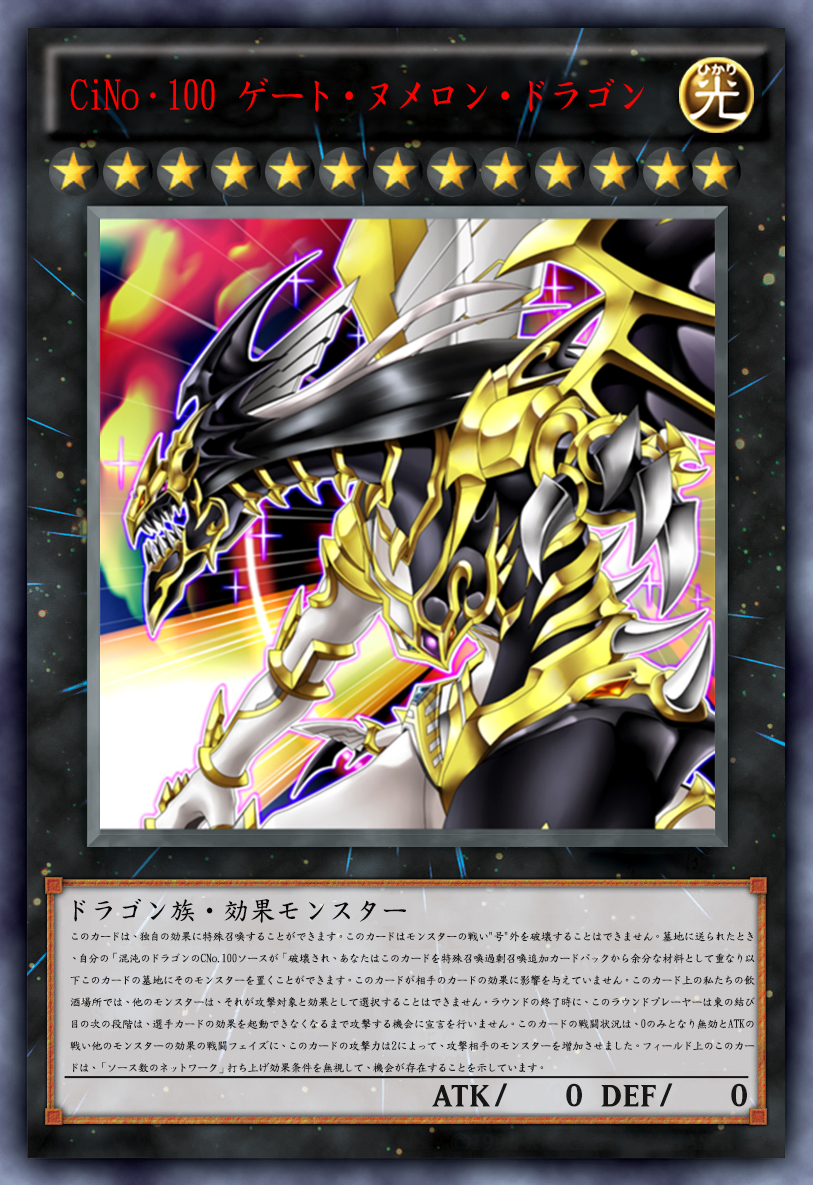 CiNo・100 ゲート・ヌメロン・ドラゴン
ひかり
光
ドラゴン族・効果モンスター
このカードは、独自の効果に特殊召喚することができます。このカードはモンスターの戦い"号"外を破壊することはできません。墓地に送られたとき
、自分の「混沌のドラゴンのCNo.100ソースが「破壊され、あなたはこのカードを特殊召喚過剰召喚追加カードパックから余分な材料として重なり以
下このカードの墓地にそのモンスターを置くことができます。このカードが相手のカードの効果に影響を与えていません。このカード上の私たちの飲
酒場所では、他のモンスターは、それが攻撃対象と効果として選択することはできません・ラウンドの終了時に、このラウンドプレーヤーは束の結び
目の次の段階は、選手カードの効果を起動できなくなるまで攻撃する機会に宣言を行いません。このカードの戦闘状況は、0のみとなり無効とATKの
戦い他のモンスターの効果の戦闘フェイズに、このカードの攻撃力は2によって、攻撃相手のモンスターを増加させました。フィールド上のこのカー
ドは、「ソース数のネットワーク」打ち上げ効果条件を無視して、機会が存在することを示しています。
ATK/ 0 DEF/ 0